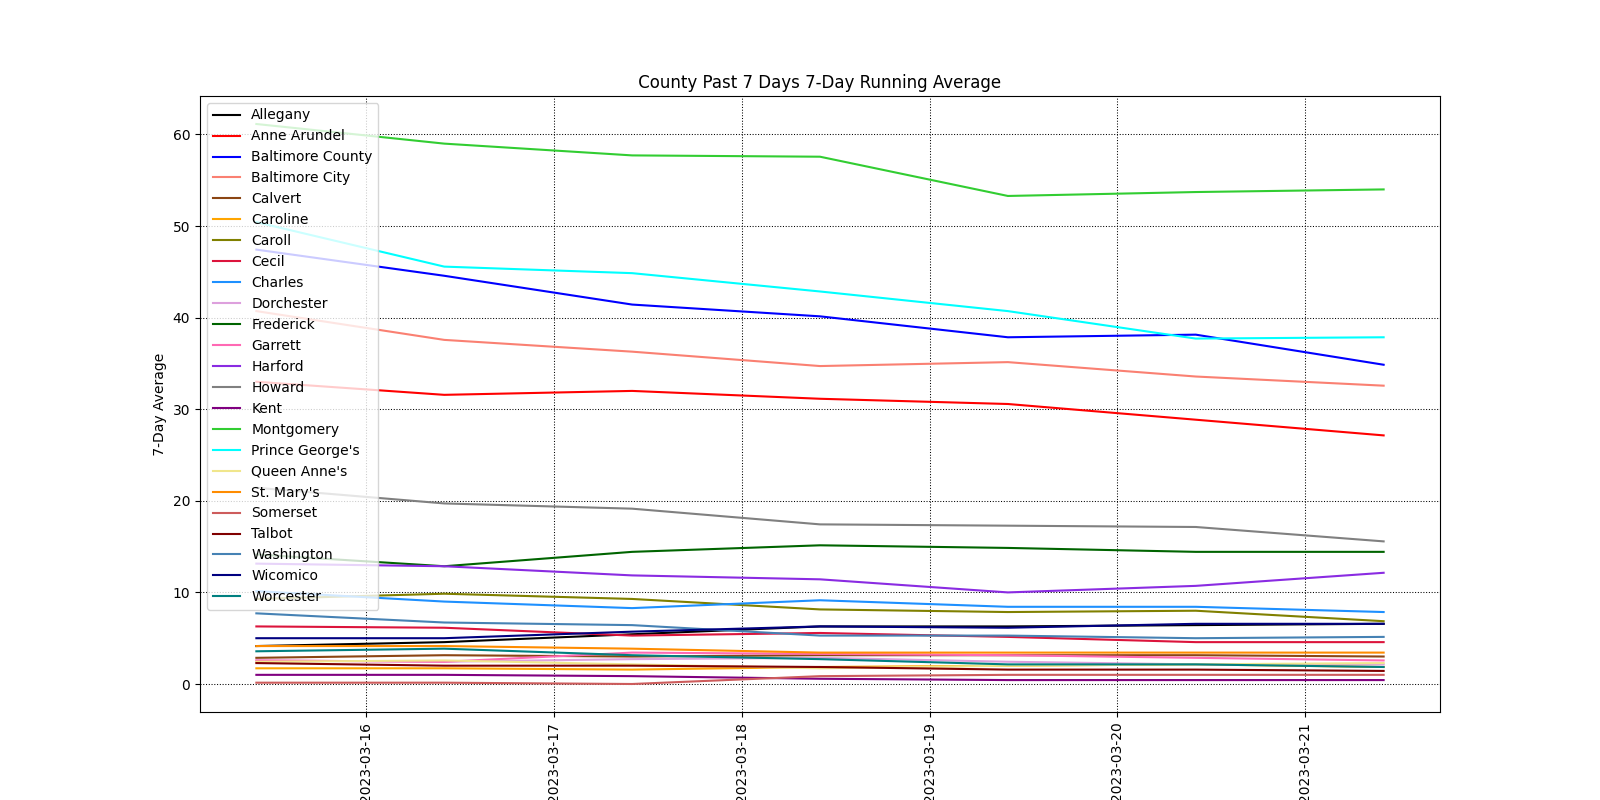 County Past 7 Days 7-Day Running Average
7-Day Average
60
50
40
30
20
10
0
Allegany
Anne Arundel
Baltimore County
Baltimore City
Calvert
Caroline
Caroll
Cecil
Charles
Dorchester
Frederick
Garrett
Harford
Howard
Kent
Montgomery
Prince George's
Queen Anne's
St. Mary's
Somerset
Talbot
Washington
Wicomico
Worcester
2023-03-16
2023-03-17
2023-03-18
2023-03-19
2023-03-20
2023-03-21